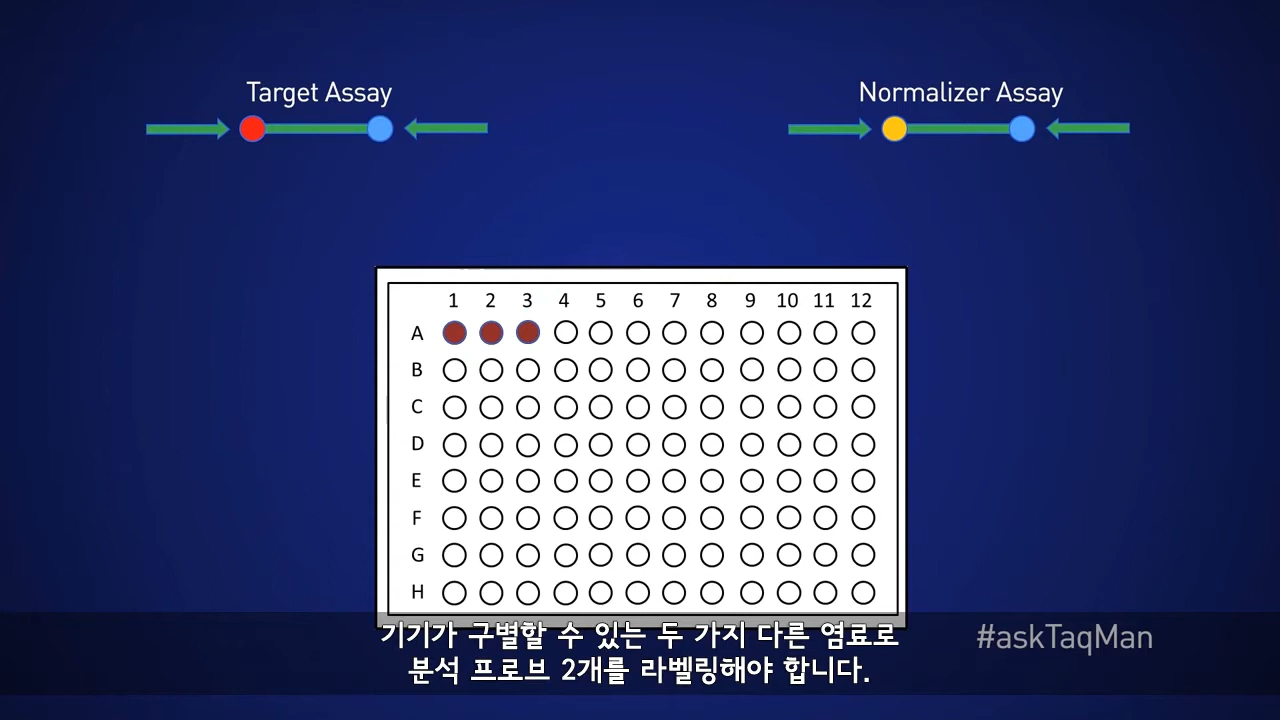 Target Assay
Normalizer Assay
1 2 3 4 5 6 7 8 9 10 11 12
A
B
C
D
E
F
G
H
기기가 구별할 수 있는 두 가지 다른 염료로
분석 프로브 2개를 라벨링해야 합니다.
#askTaqMan